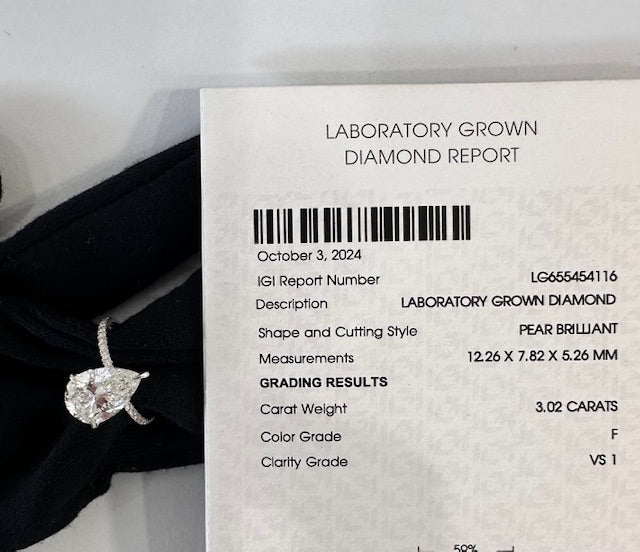 LABORATORY GROWN
DIAMOND REPORT
October 3, 2024
IGI Report Number LG655454116
Description LABORATORY GROWN DIAMOND
Shape and Cutting Style PEAR BRILLIANT
Measurements 12.26 X 7.82 X 5.26 MM
GRADING RESULTS
Carat Weight 3.02 CARATS
Color Grade F
Clarity Grade VS 1
59%